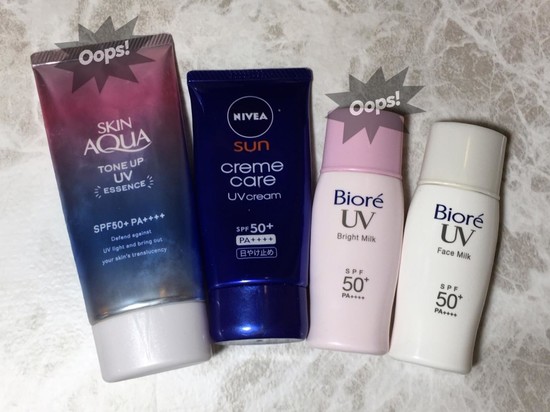 Oops!
SKIN
AQUA
TONE UP
UV
ESSENCE
SPF50+ PA++++
Defend against
UV light and bring out
your skin's translucency
NIVEA
sun
creme
care
UV cream
SPF 50+
PA++++
日やけ止め
Oops!
Bioré
UV
Bright Milk
SPF
50+
PA++++
Bioré
UV
Face Milk
SPF
50+
PA++++